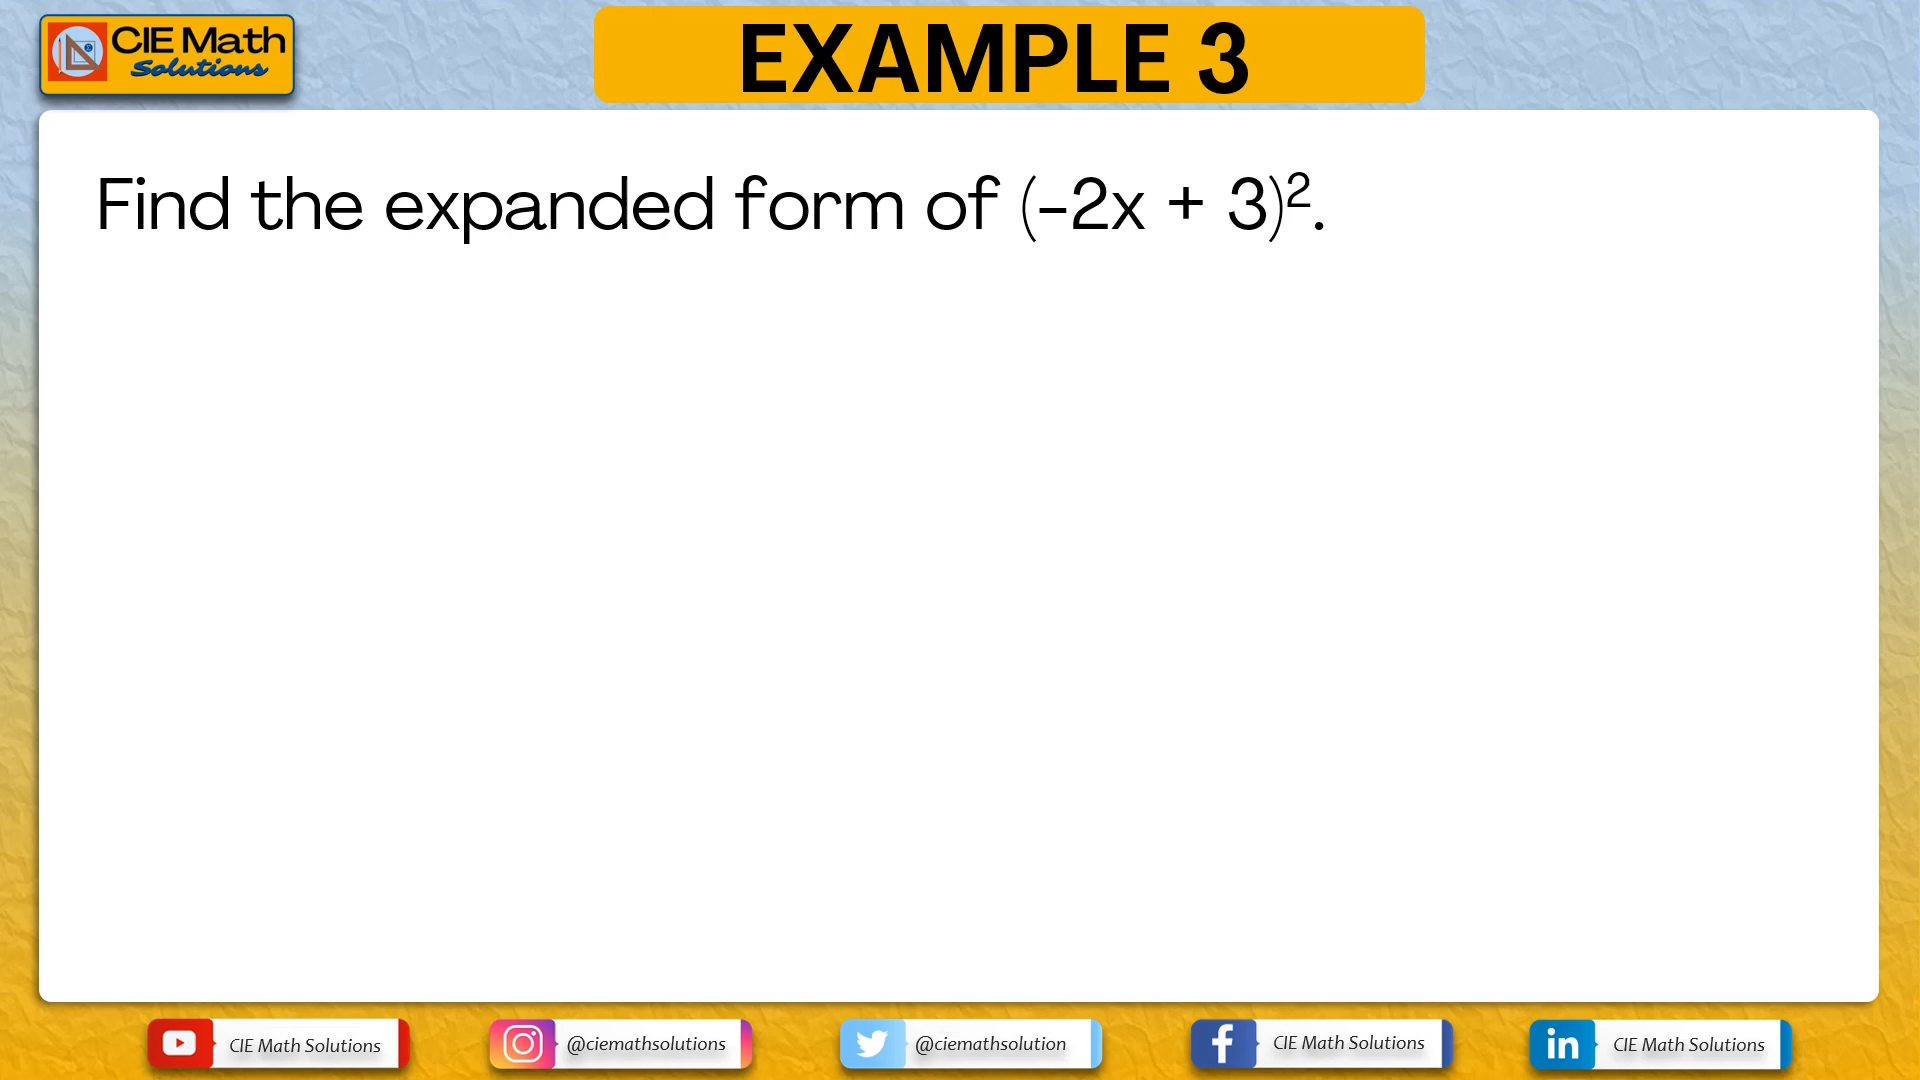 CIE Math
Solutions
EXAMPLE 3
Find the expanded form of (-2x + 3)².
CIE Math Solutions
@ciemathsolutions
@ciemathsolution
CIE Math Solutions
CIE Math Solutions